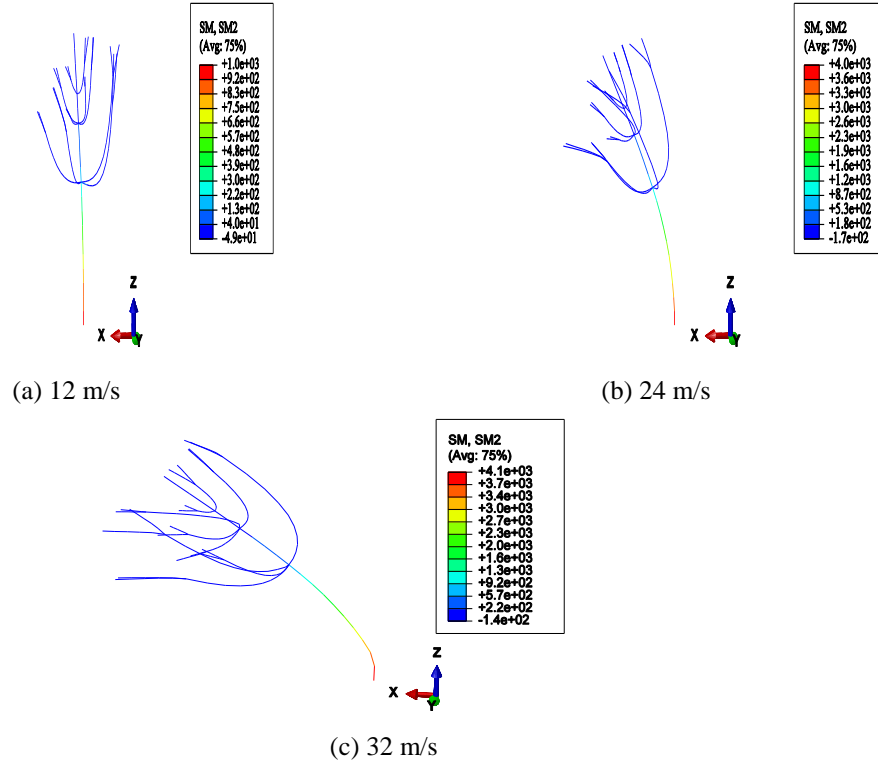 SM, SM2
(Avg: 75%)
+1.0e+03
+9.2e+02
+8.3e+02
+7.5e+02
+6.6e+02
+5.7e+02
+4.8e+02
+3.9e+02
+3.0e+02
+2.2e+02
+1.3e+02
+4.0e+01
-4.9e+01
Z
X
Y
(a) 12 m/s
SM, SM2
(Avg: 75%)
+4.0e+03
+3.6e+03
+3.3e+03
+3.0e+03
+2.6e+03
+2.3e+03
+1.9e+03
+1.6e+03
+1.2e+03
+8.7e+02
+5.3e+02
+1.8e+02
-1.7e+02
Z
X
Y
(b) 24 m/s
SM, SM2
(Avg: 75%)
+4.1e+03
+3.7e+03
+3.4e+03
+3.0e+03
+2.7e+03
+2.3e+03
+2.0e+03
+1.6e+03
+1.3e+03
+9.2e+02
+5.7e+02
+2.2e+02
-1.4e+02
Z
X
Y
(c) 32 m/s